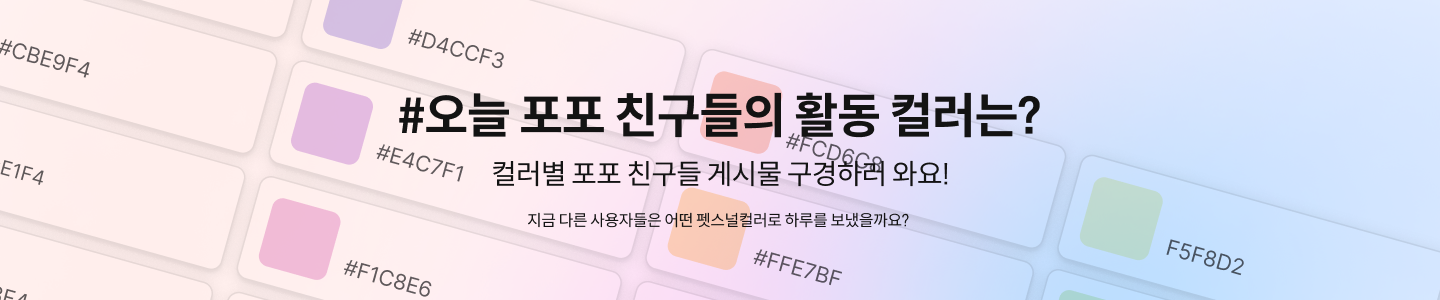 #CBE9F4
#D4CCF3
#오늘 포포 친구들의 활동 컬러는?
#FCD6C8
#E4C7F1
컬러별 포포 친구들 게시물 구경하러 와요!
E1F4
지금 다른 사용자들은 어떤 펫스널컬러로 하루를 보냈을까요?
#F1C8E6
#FFE7BF
F5F8D2